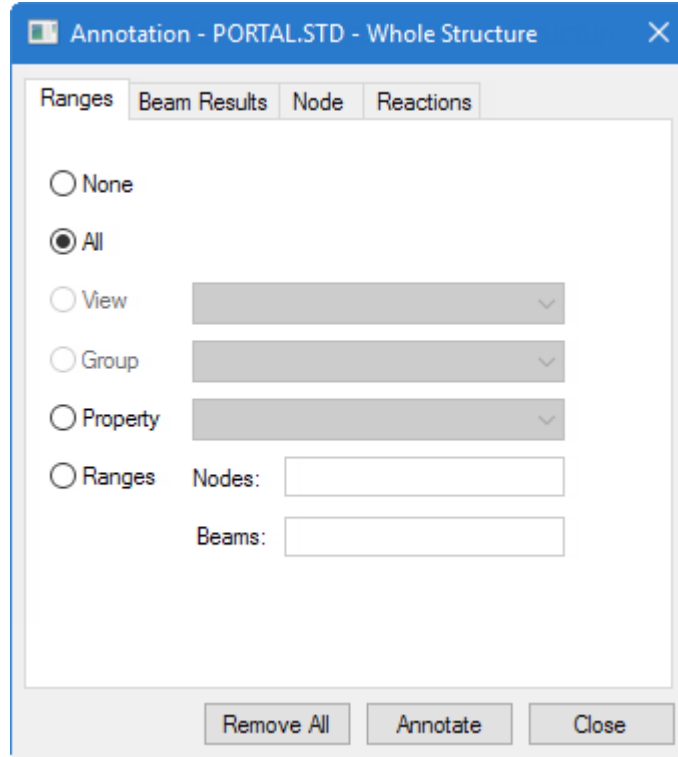 Annotation - PORTAL.STD - Whole Structure
Ranges Beam Results Node Reactions
None
All
View
Group
Property
Ranges Nodes:
Beams:
Remove All Annotate Close